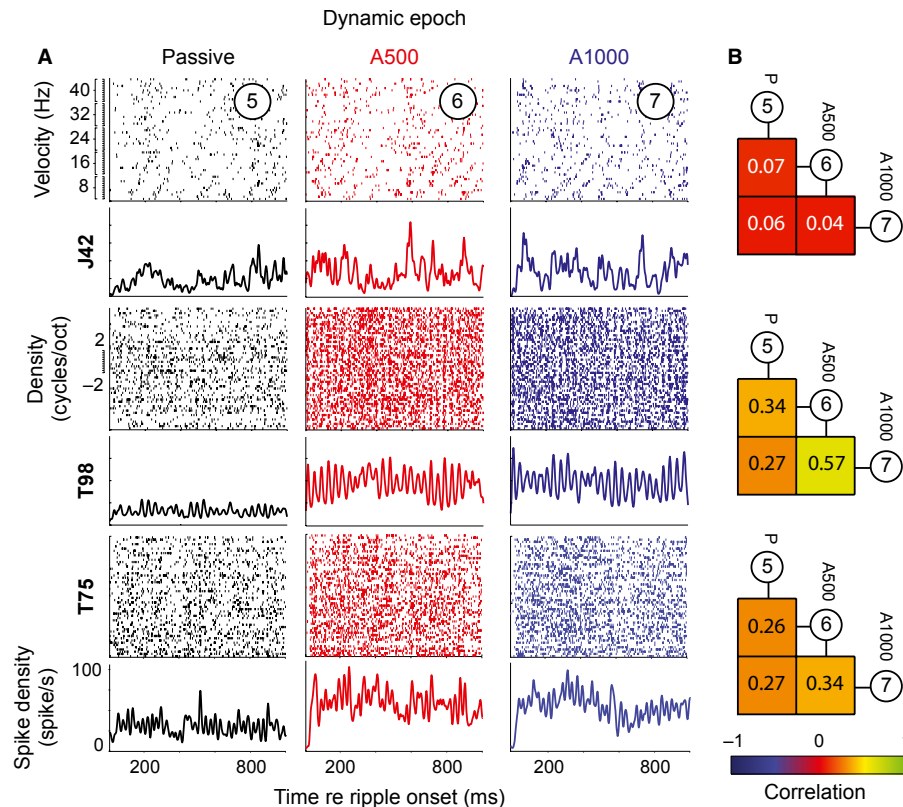 Dynamic epoch
A
Passive
A500
A1000
B
Velocity (Hz)
40
32
24
16
8
5
6
7
J42
Density
(cycles/oct)
2
−2
T98
T75
Spike density
(spike/s)
100
0
200
800
200
800
200
800
Time re ripple onset (ms)
P
5
A500
6
A1000
7
0.07
0.06
0.04
P
5
A500
6
A1000
7
0.34
0.27
0.57
P
5
A500
6
A1000
7
0.26
0.27
0.34
−1
0
1
Correlation